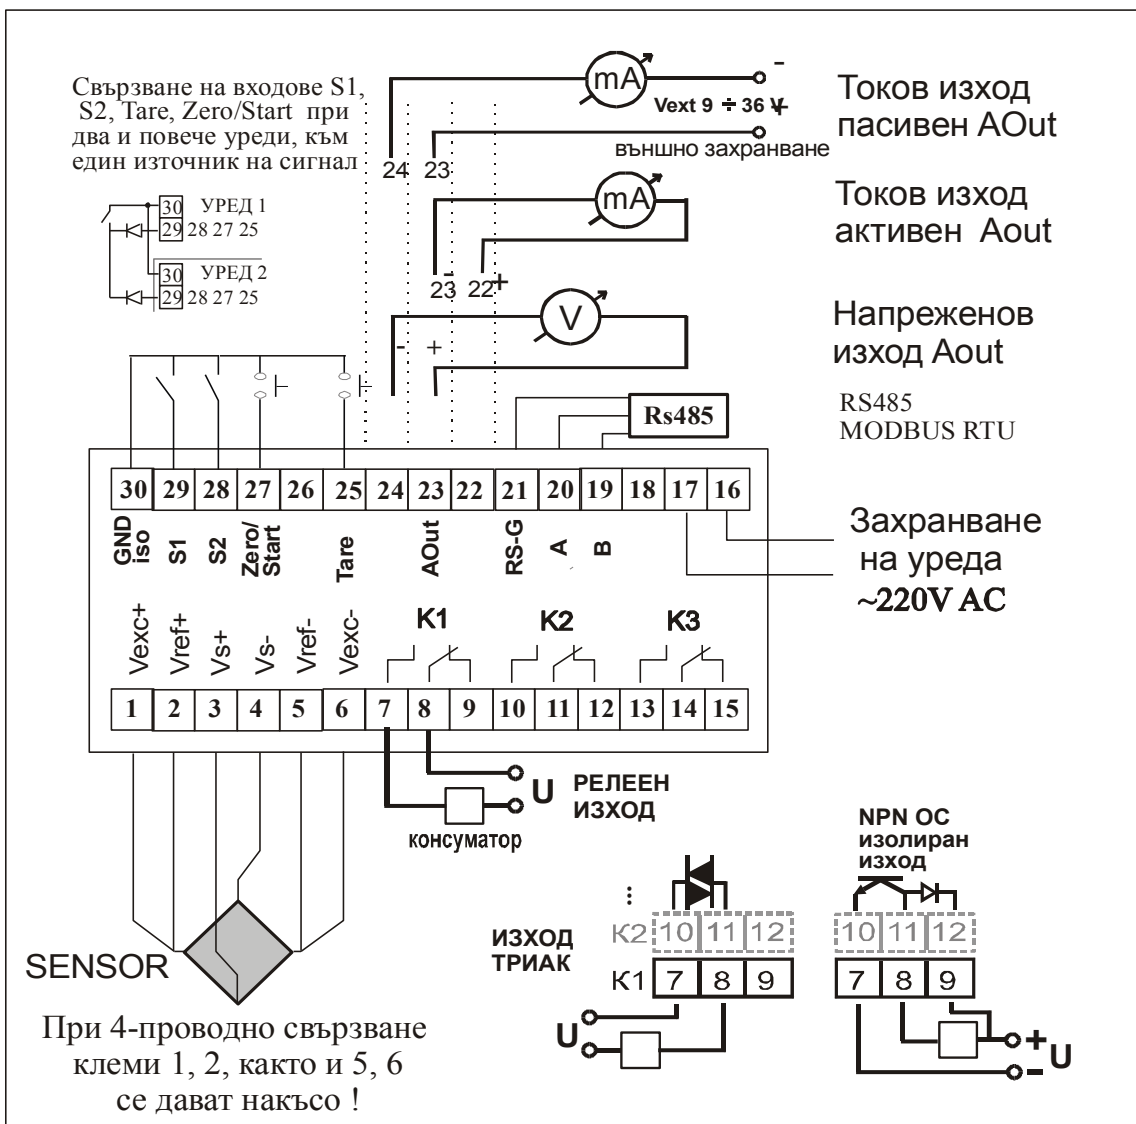 Свързване на входове S1,
S2, Tare, Zero/Start при
два и повече уреди, към
един източник на сигнал
30 УРЕД 1
29 28 27 25
30 УРЕД 2
29 28 27 25
mA
-
Vext 9 ÷ 36 V
+
външно захранване
24 23
Токов изход
пасивен AOut
mA
-
+
23 22
Токов изход
активен Aout
V
- +
Напреженов
изход Aout
Rs485
RS485
MODBUS RTU
30 29 28 27 26 25 24 23 22 21 20 19 18 17 16
GND
iso
S1
S2
Zero/
Start
Tare
AOut
RS-G
A
B
Захранване
на уреда
~220V AC
Vexc+
Vref+
Vs+
Vs-
Vref-
Vexc-
K1 K2 K3
1 2 3 4 5 6 7 8 9 10 11 12 13 14 15
U
РЕЛЕЕН
ИЗХОД
консуматор
SENSOR
При 4-проводно свързване
клеми 1, 2, както и 5, 6
се дават накъсо !
ИЗХОД
ТРИАК
...
K2 10 11 12
K1 7 8 9
U
NPN ОС
изолиран
изход
10 11 12
7 8 9
+
U
-